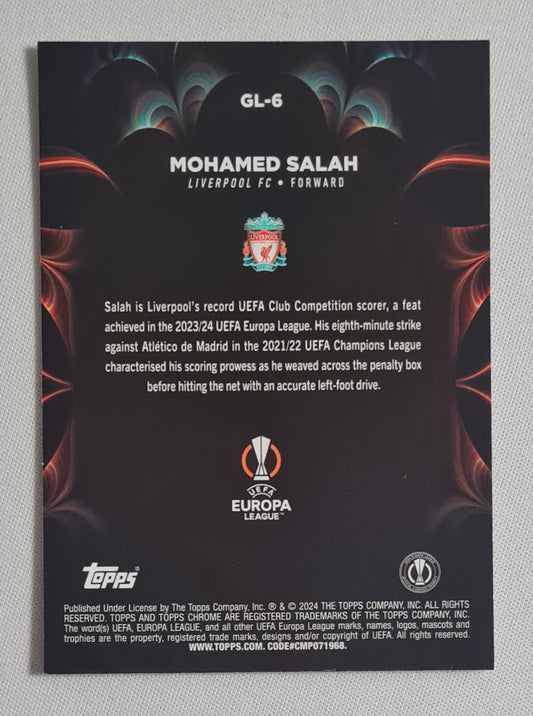 GL-6
MOHAMED SALAH
LIVERPOOL FC • FORWARD
LIVERPOOL
Salah is Liverpool's record UEFA Club Competition scorer, a feat
achieved in the 2023/24 UEFA Europa League. His eighth-minute strike
against Atlético de Madrid in the 2021/22 UEFA Champions League
characterised his scoring prowess as he weaved across the penalty box
before hitting the net with an accurate left-foot drive.
UEFA
EUROPA
LEAGUE™
topps®
Published Under License by The Topps Company, Inc. ® & © 2024 THE TOPPS COMPANY, INC. ALL RIGHTS
RESERVED. TOPPS AND TOPPS CHROME ARE REGISTERED TRADEMARKS OF THE TOPPS COMPANY, INC.
The word(s) UEFA, EUROPA LEAGUE, and all other UEFA Europa League marks, names, logos, mascots and
trophies are the property, registered trade marks, designs and/or copyright of UEFA. All rights reserved.
WWW.TOPPS.COM. CODE#CMP071968.